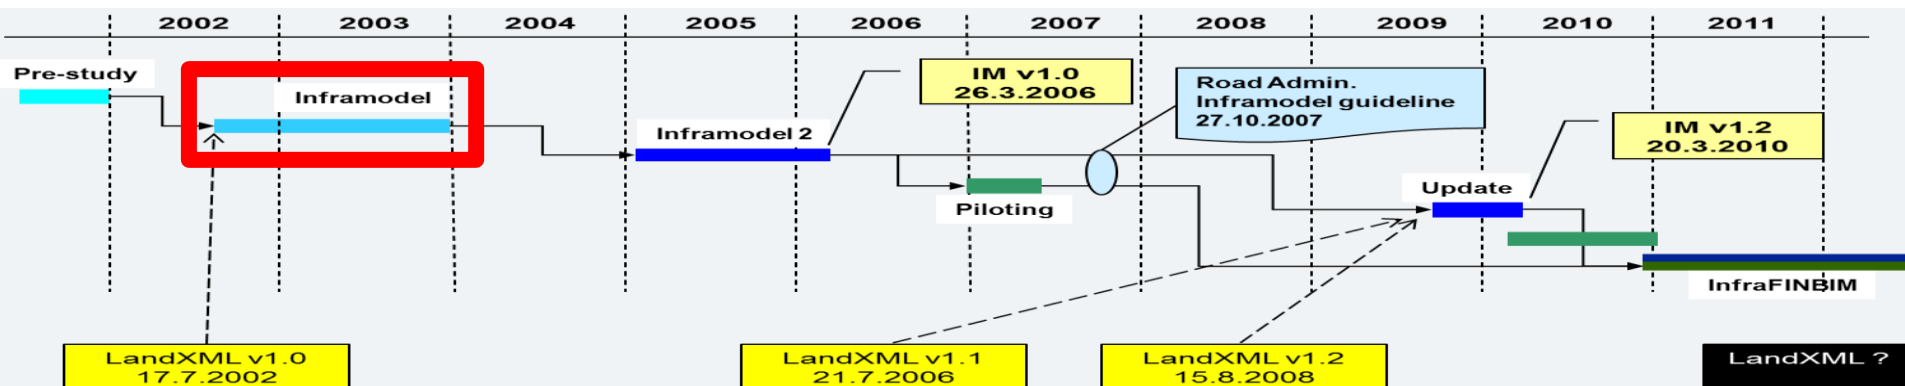 2002 2003 2004 2005 2006 2007 2008 2009 2010 2011
Pre-study
Inframodel
Inframodel 2
IM v1.0
26.3.2006
Piloting
Road Admin.
Inframodel guideline
27.10.2007
Update
IM v1.2
20.3.2010
InfraFINBIM
LandXML v1.0
17.7.2002
LandXML v1.1
21.7.2006
LandXML v1.2
15.8.2008
LandXML ?